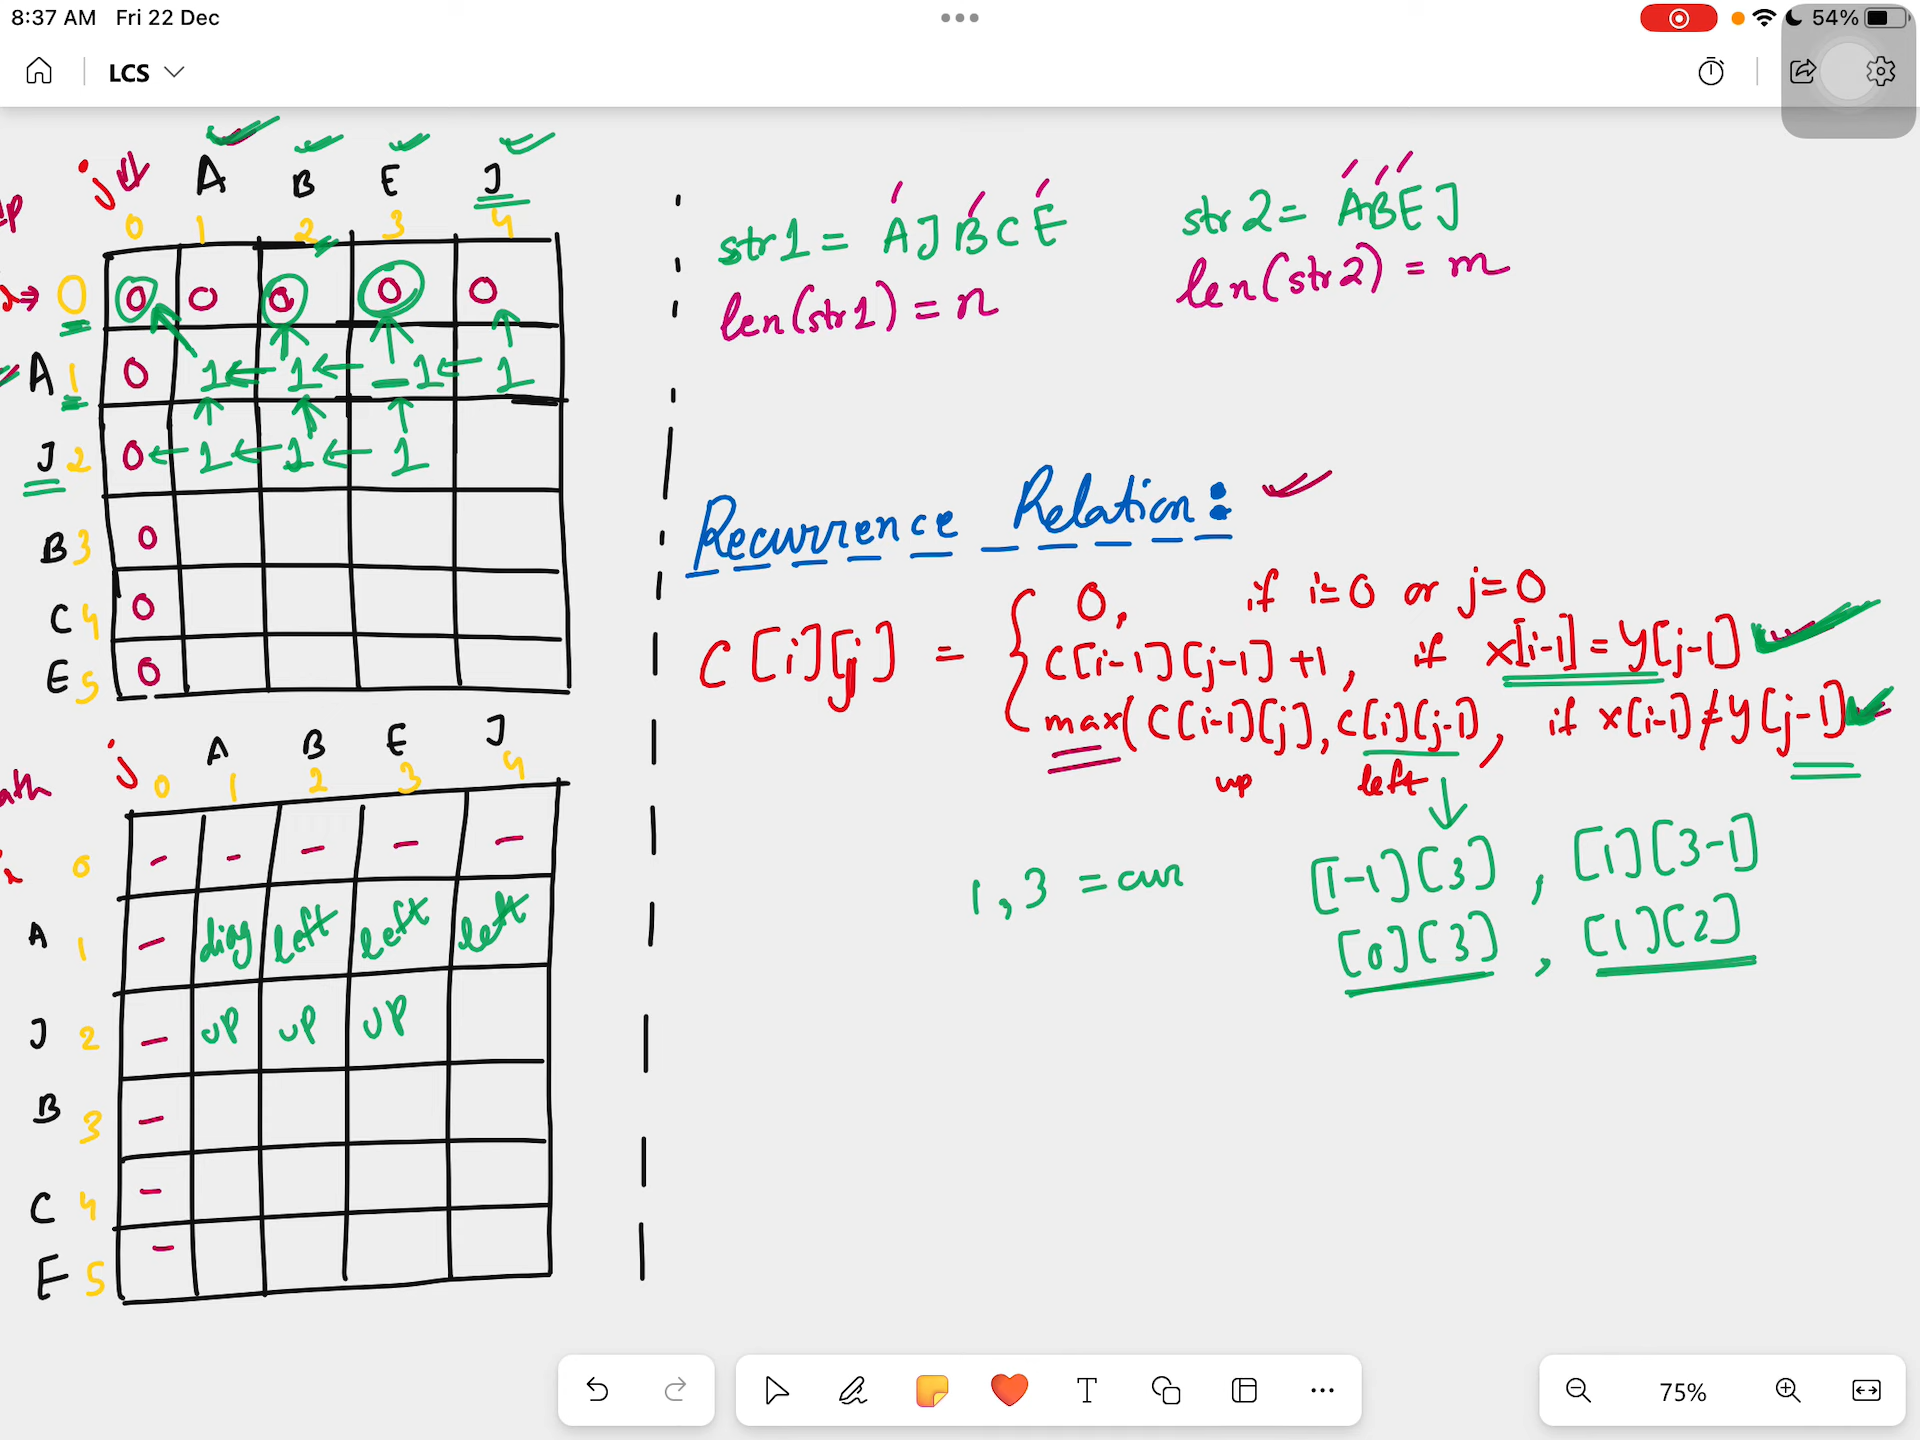 8:37 AM Fri 22 Dec
54%
LCS
j A B E J
0 1 2 3 4
0 0 0 0 0 0
A 1 0 1 1 1 1
J 2 0 1 1 1
B 3 0
C 4 0
E 5 0
str1 = AJBCE
len(str1) = n
str2 = ABEJ
len(str2) = m
Recurrence Relation:
C[i][j] =
0, if i=0 or j=0
C[i-1][j-1]+1, if x[i-1]=y[j-1]
max(C[i-1][j], C[i][j-1), if x[i-1]≠y[j-1]
up left
1,3 = cur
[1-1][3], [1][3-1]
[0][3], [1][2]
j A B E J
0 1 2 3 4
i 0 - - - - -
A 1 - diag left left left
J 2 - up up up
B 3 -
C 4 -
E 5 -
75%